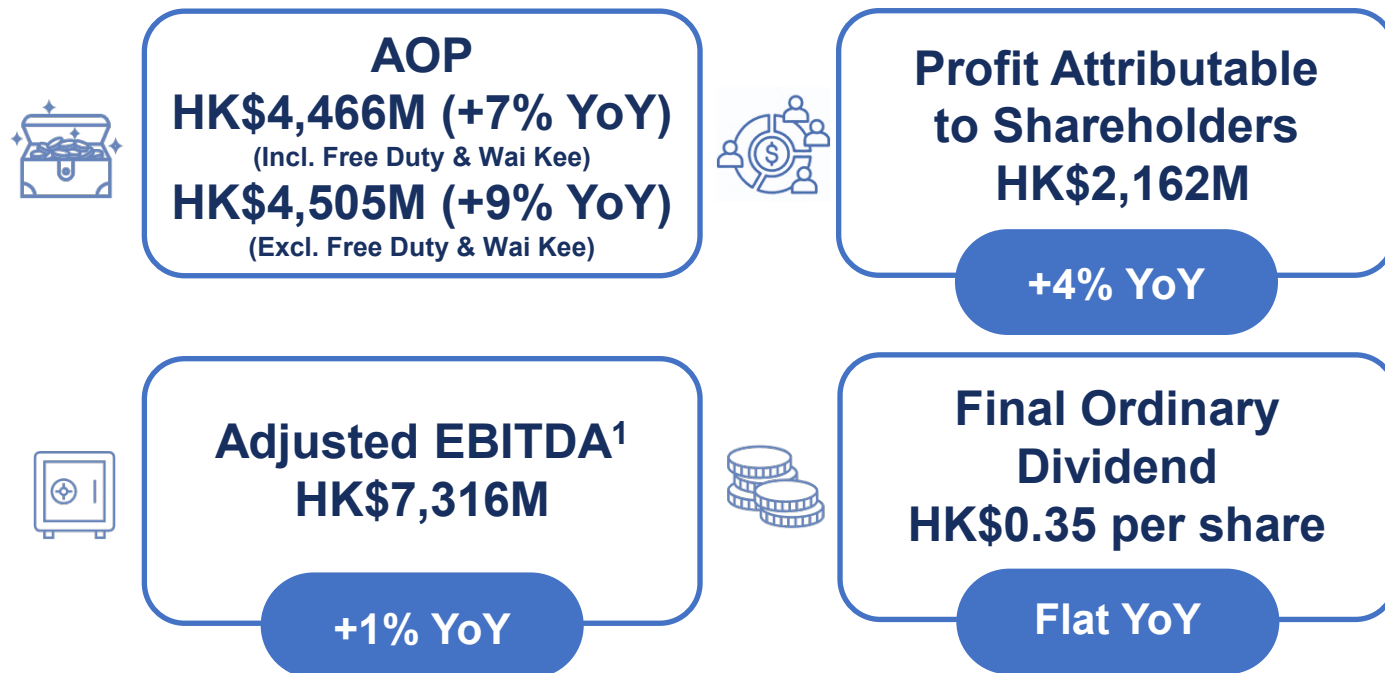 AOP
HK$4,466M (+7% YoY)
(Incl. Free Duty & Wai Kee)
HK$4,505M (+9% YoY)
(Excl. Free Duty & Wai Kee)
Profit Attributable
to Shareholders
HK$2,162M
+4% YoY
Adjusted EBITDA¹
HK$7,316M
+1% YoY
Final Ordinary
Dividend
HK$0.35 per share
Flat YoY
$